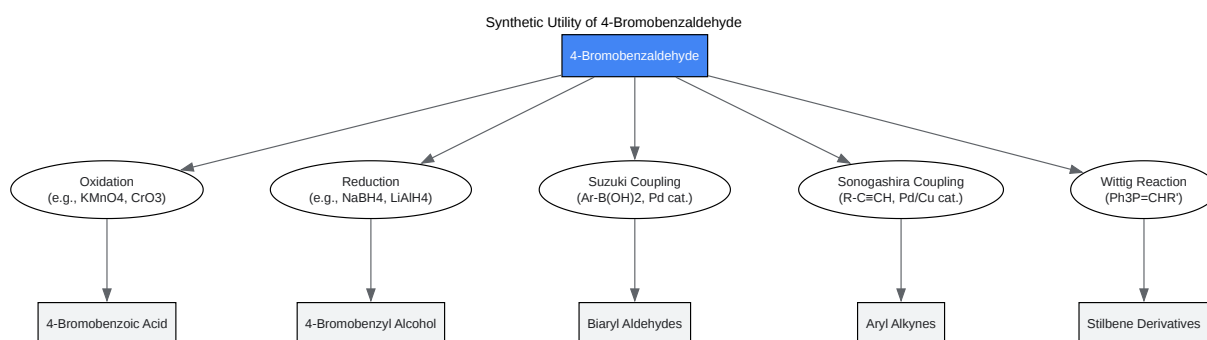 Synthetic Utility of 4-Bromobenzaldehyde
4-Bromobenzaldehyde
Oxidation
(e.g., KMnO4, CrO3)
Reduction
(e.g., NaBH4, LiAlH4)
Suzuki Coupling
(Ar-B(OH)2, Pd cat.)
Sonogashira Coupling
(R-C≡CH, Pd/Cu cat.)
Wittig Reaction
(Ph3P=CHR')
4-Bromobenzoic Acid
4-Bromobenzyl Alcohol
Biaryl Aldehydes
Aryl Alkynes
Stilbene Derivatives